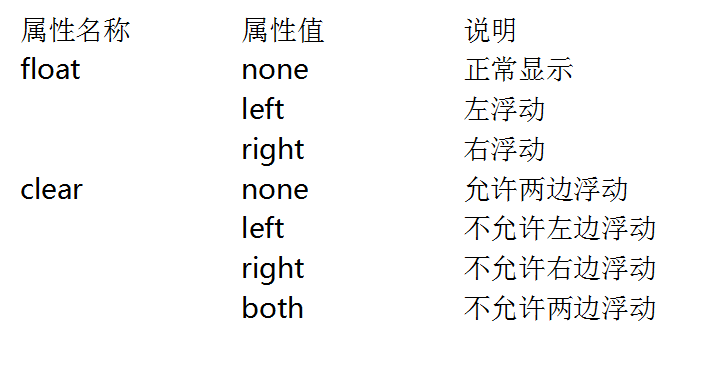 属性名称 属性值 说明
float none 正常显示
left 左浮动
right 右浮动
clear none 允许两边浮动
left 不允许左边浮动
right 不允许右边浮动
both 不允许两边浮动